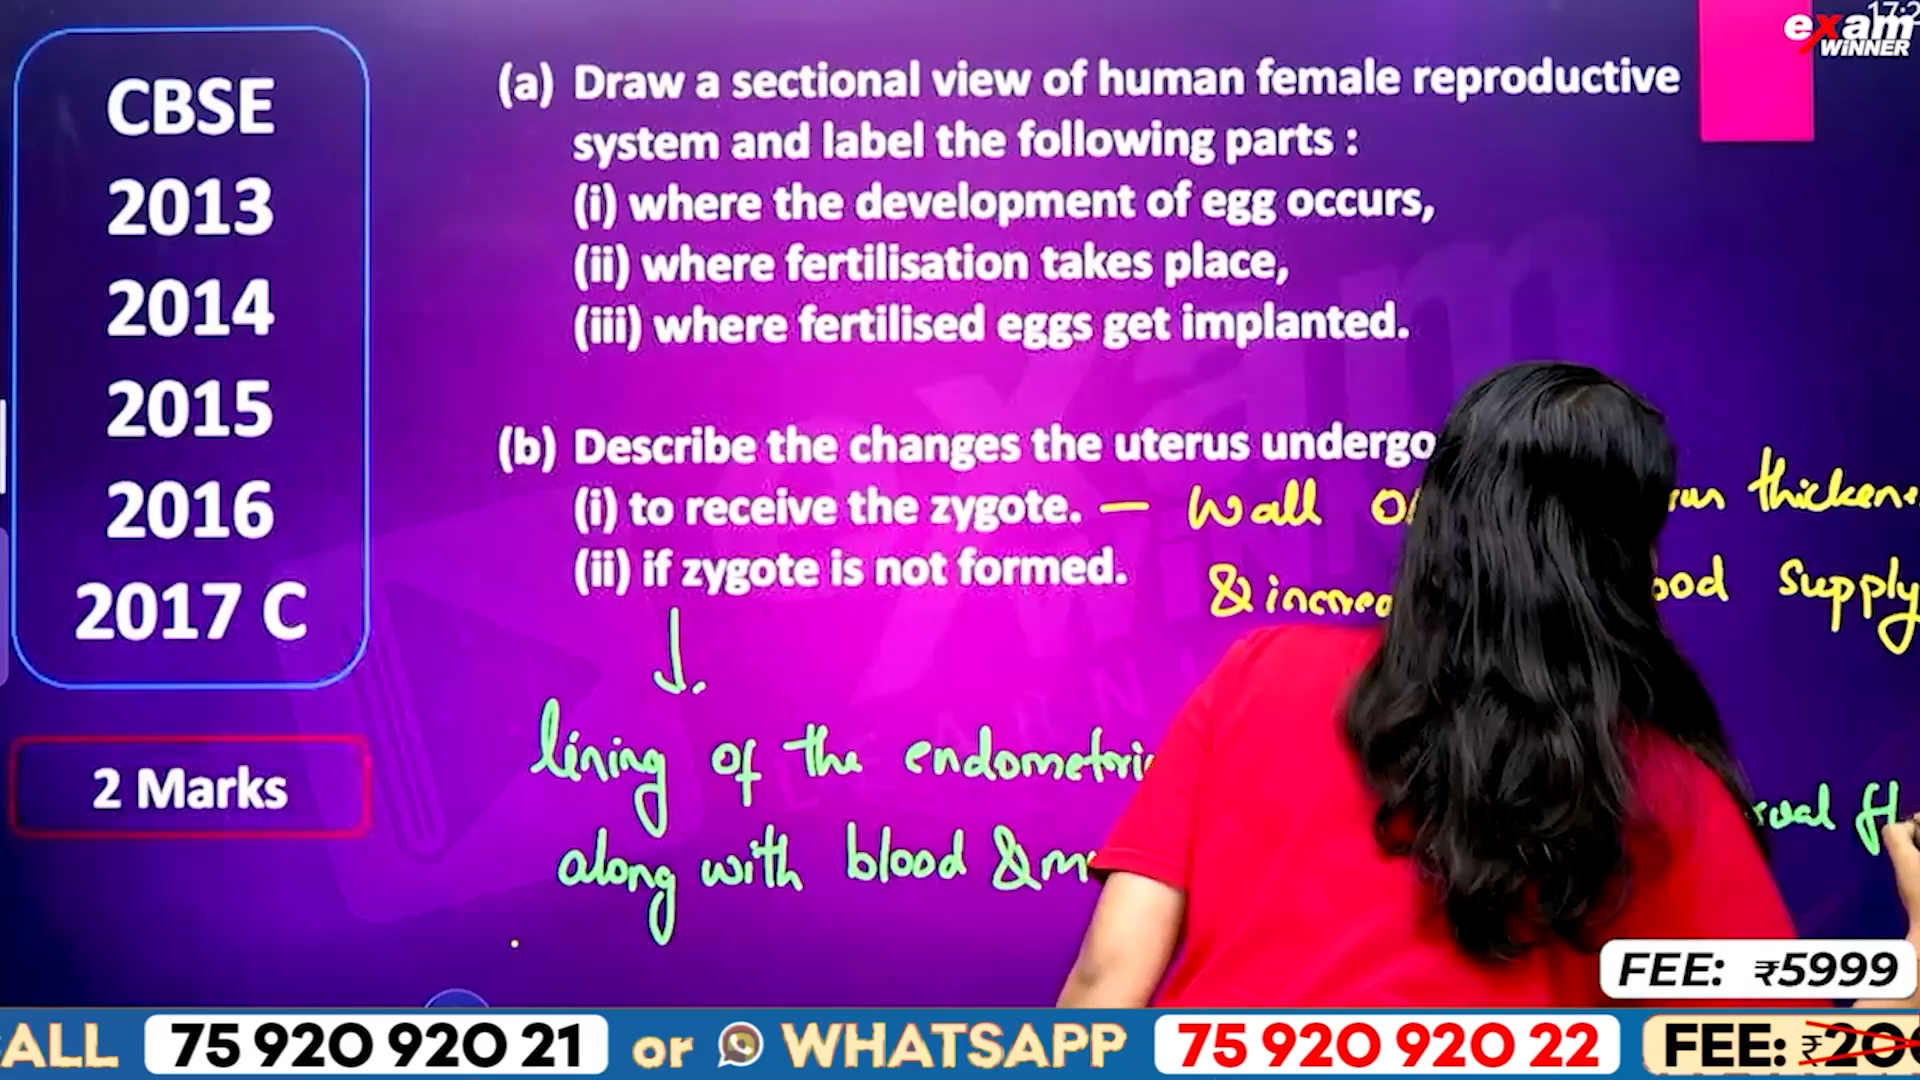 exam
WINNER
CBSE
2013
2014
2015
2016
2017 C
2 Marks
(a) Draw a sectional view of human female reproductive
system and label the following parts :
(i) where the development of egg occurs,
(ii) where fertilisation takes place,
(iii) where fertilised eggs get implanted.
(b) Describe the changes the uterus undergo
(i) to receive the zygote. — Wall
(ii) if zygote is not formed.
& supply
lining of the
along with blood &
FEE: ₹5999
75 920 920 21 or WHATSAPP 75 920 920 22 FEE: